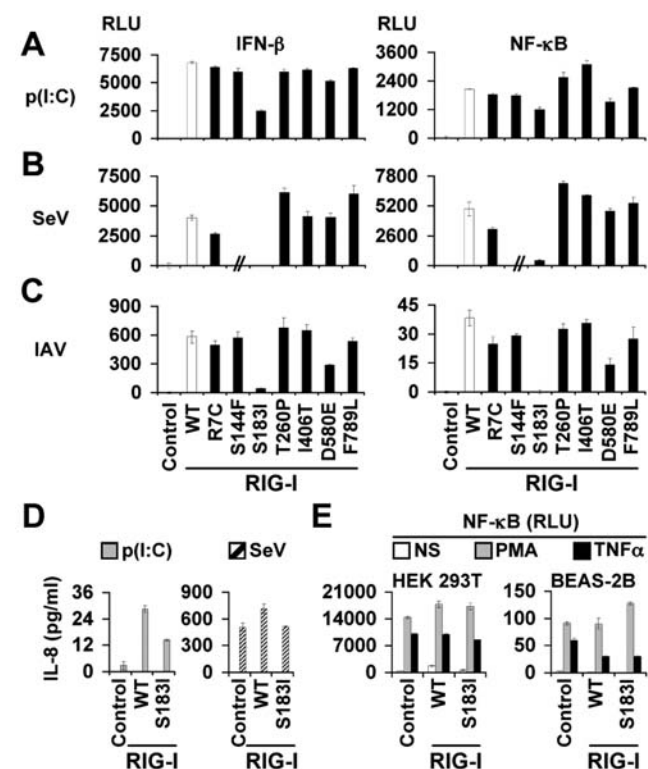 RLU RLU
A IFN-β NF-κB
p(I:C)
7500
5000
2500
0
3600
2400
1200
0
B
SeV
7500
5000
2500
0
7800
5200
2600
0
C
IAV
900
600
300
0
45
30
15
0
Control WT R7C S144F S183I T260P I406T D580E F789L
RIG-I
Control WT R7C S144F S183I T260P I406T D580E F789L
RIG-I
D
p(I:C) SeV
IL-8 (pg/ml)
36
24
12
0
900
600
300
0
Control WT S183I
RIG-I
Control WT S183I
RIG-I
E
NF-κB (RLU)
NS PMA TNFα
HEK 293T BEAS-2B
21000
14000
7000
0
150
100
50
0
Control WT S183I
RIG-I
Control WT S183I
RIG-I